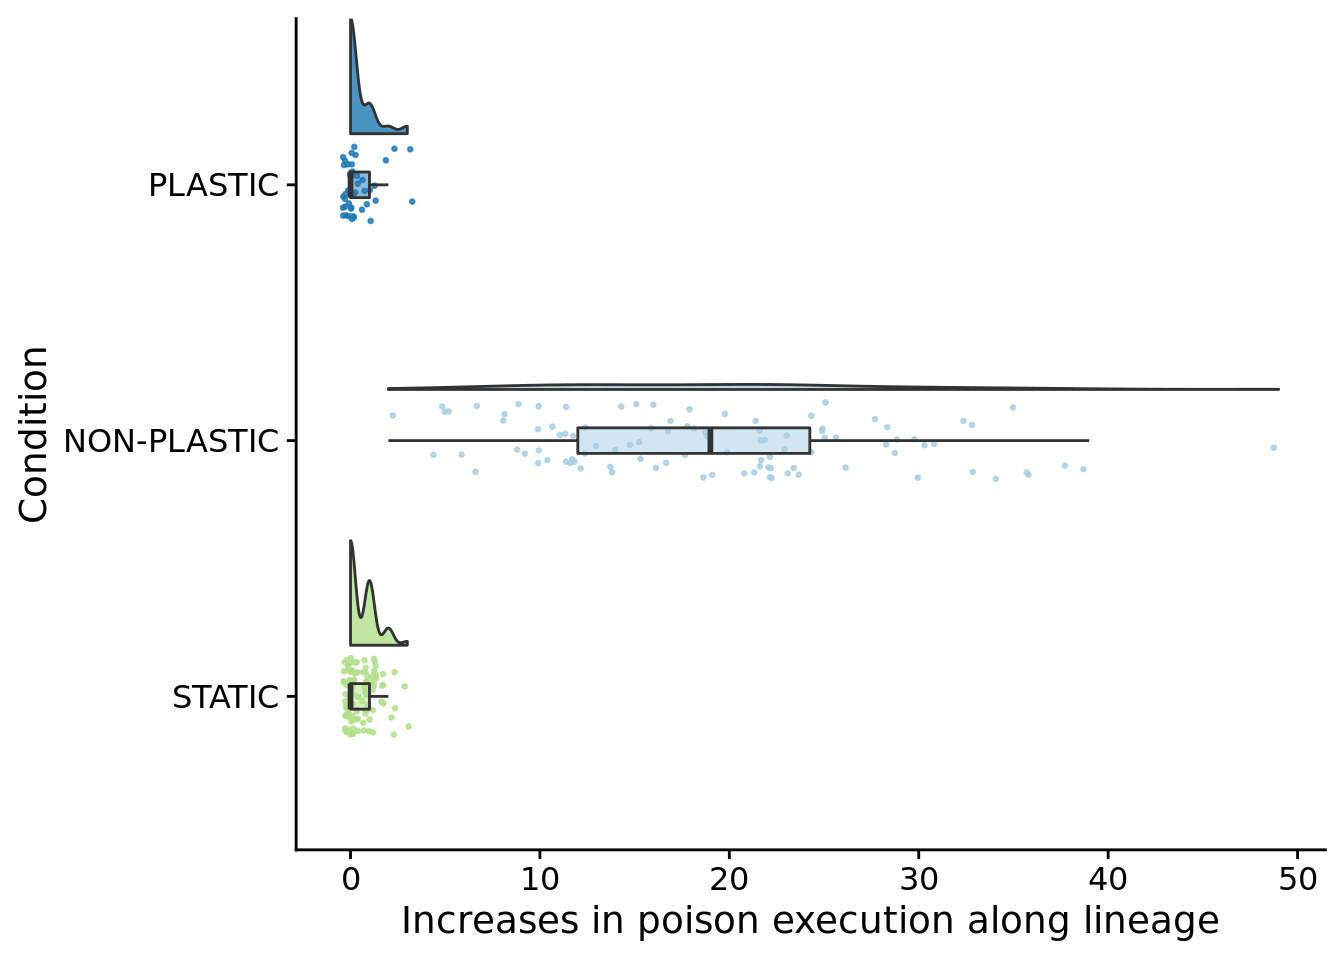 PLASTIC
NON-PLASTIC
STATIC
Condition
0 10 20 30 40 50
Increases in poison execution along lineage